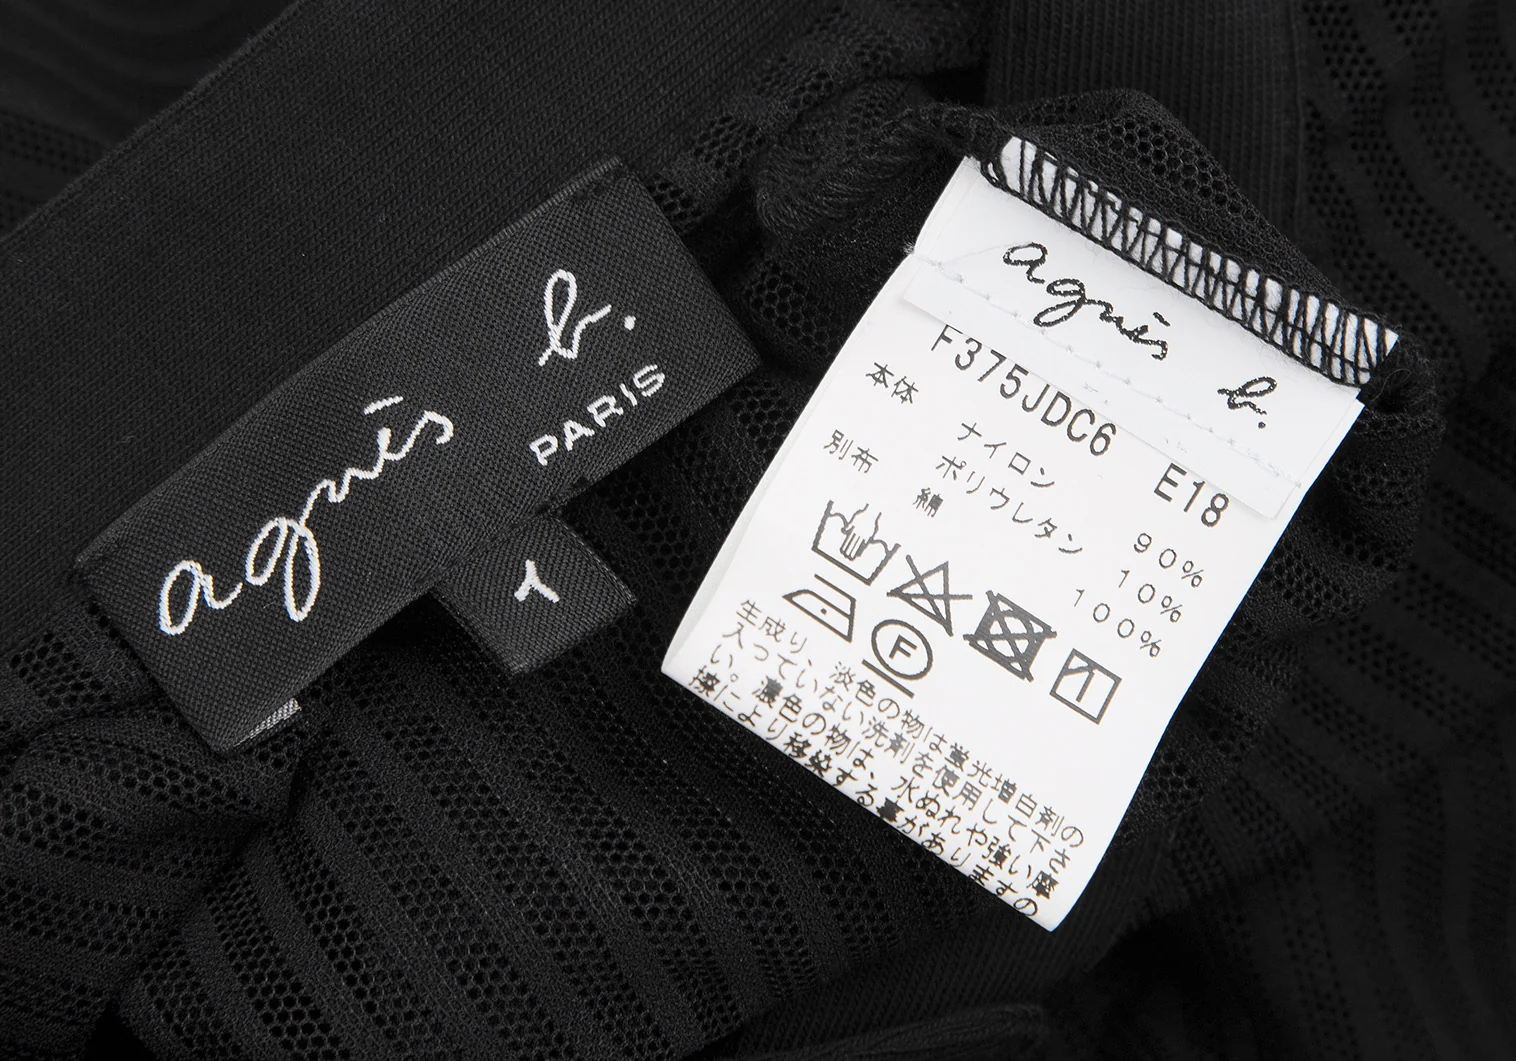 agnès b.
PARIS
1
agnès b.
F375JDC6 E18
本体 ナイロン 90%
ポリウレタン 10%
別布 綿 100%
F
生成り、淡色の物は蛍光増白剤の
入っていない洗剤を使用して下さ
い。濃色の物は、水ぬれや強い摩
擦により移染する事がありますの